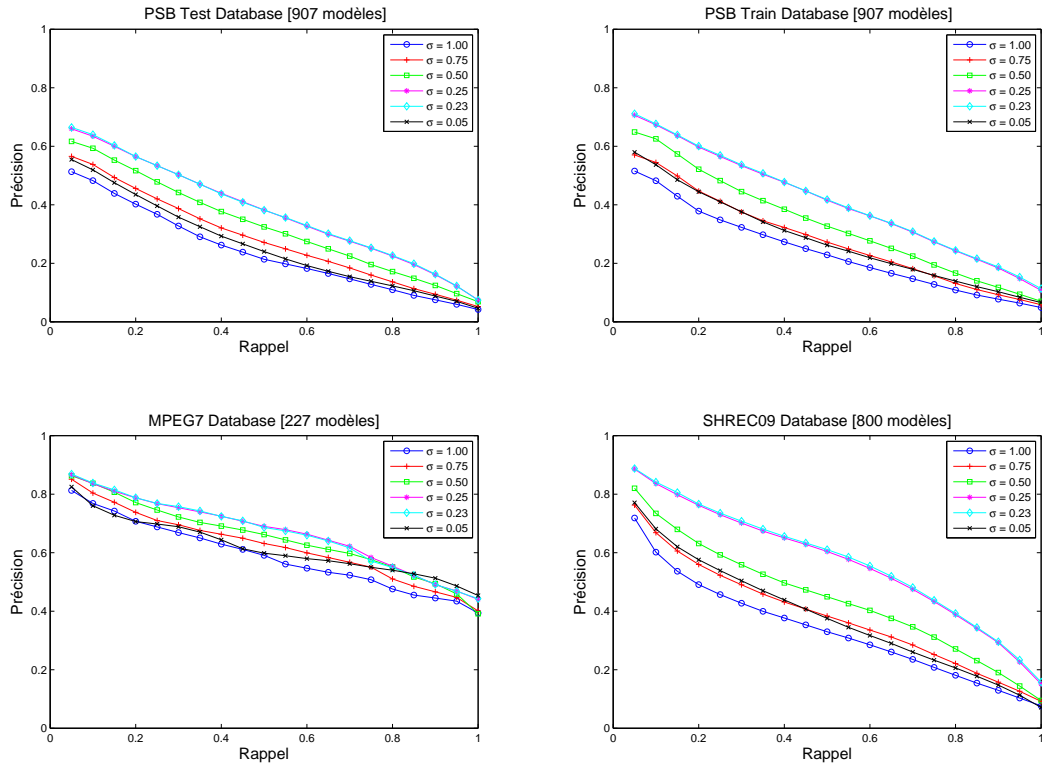 PSB Test Database [907 modèles]
1
0.8
0.6
0.4
0.2
0
0.2
0.4
0.6
0.8
1
Précision
Rappel
σ = 1.00
σ = 0.75
σ = 0.50
σ = 0.25
σ = 0.23
σ = 0.05
PSB Train Database [907 modèles]
1
0.8
0.6
0.4
0.2
0
0.2
0.4
0.6
0.8
1
Précision
Rappel
σ = 1.00
σ = 0.75
σ = 0.50
σ = 0.25
σ = 0.23
σ = 0.05
MPEG7 Database [227 modèles]
1
0.8
0.6
0.4
0.2
0
0.2
0.4
0.6
0.8
1
Précision
Rappel
σ = 1.00
σ = 0.75
σ = 0.50
σ = 0.25
σ = 0.23
σ = 0.05
SHREC09 Database [800 modèles]
1
0.8
0.6
0.4
0.2
0
0.2
0.4
0.6
0.8
1
Précision
Rappel
σ = 1.00
σ = 0.75
σ = 0.50
σ = 0.25
σ = 0.23
σ = 0.05